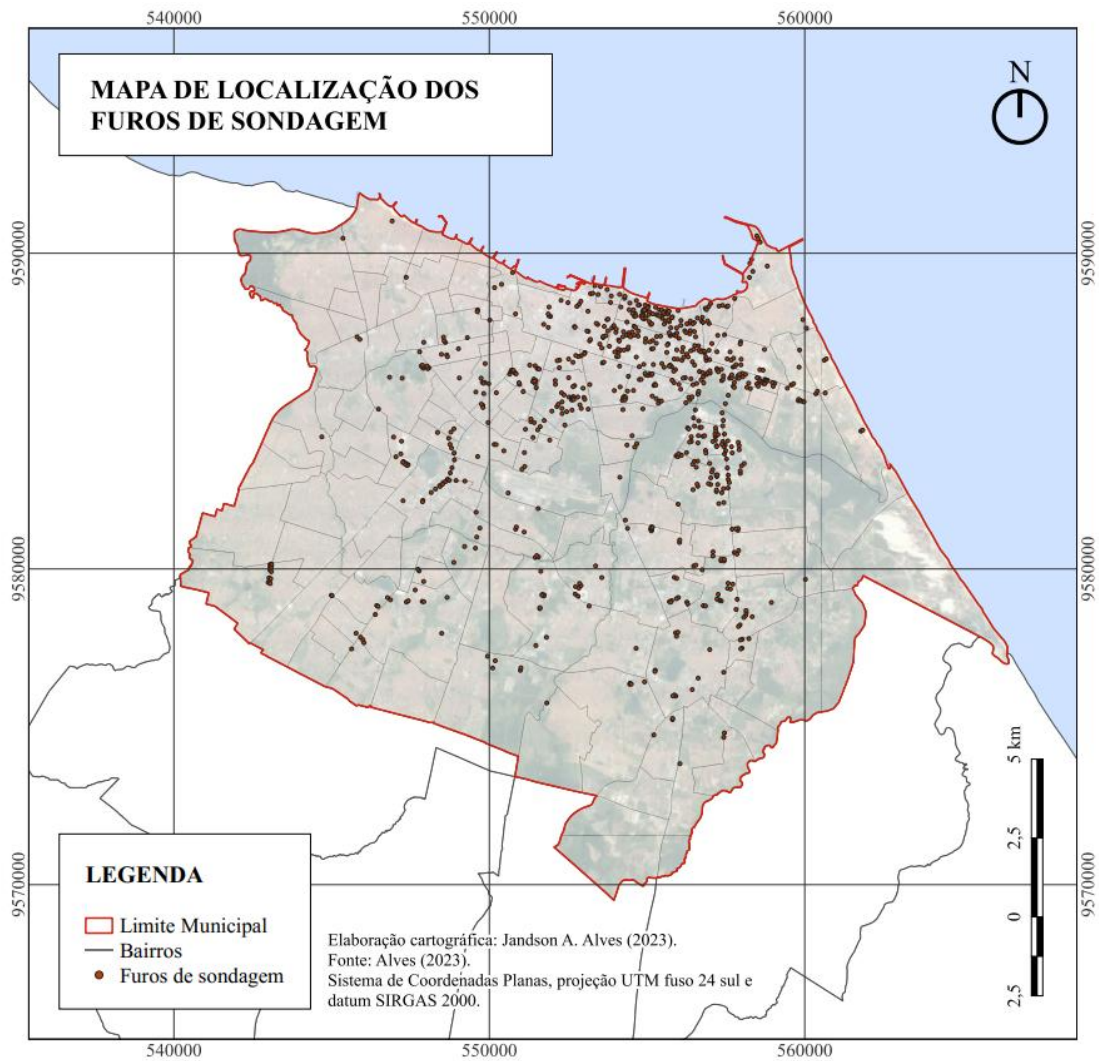 540000
550000
560000
MAPA DE LOCALIZAÇÃO DOS
FUROS DE SONDAGEM
N
9590000
9590000
9580000
9580000
5 km
2,5
0
2,5
9570000
9570000
LEGENDA
Limite Municipal
Bairros
Furos de sondagem
Elaboração cartográfica: Jandson A. Alves (2023).
Fonte: Alves (2023).
Sistema de Coordenadas Planas, projeção UTM fuso 24 sul e
datum SIRGAS 2000.
540000
550000
560000